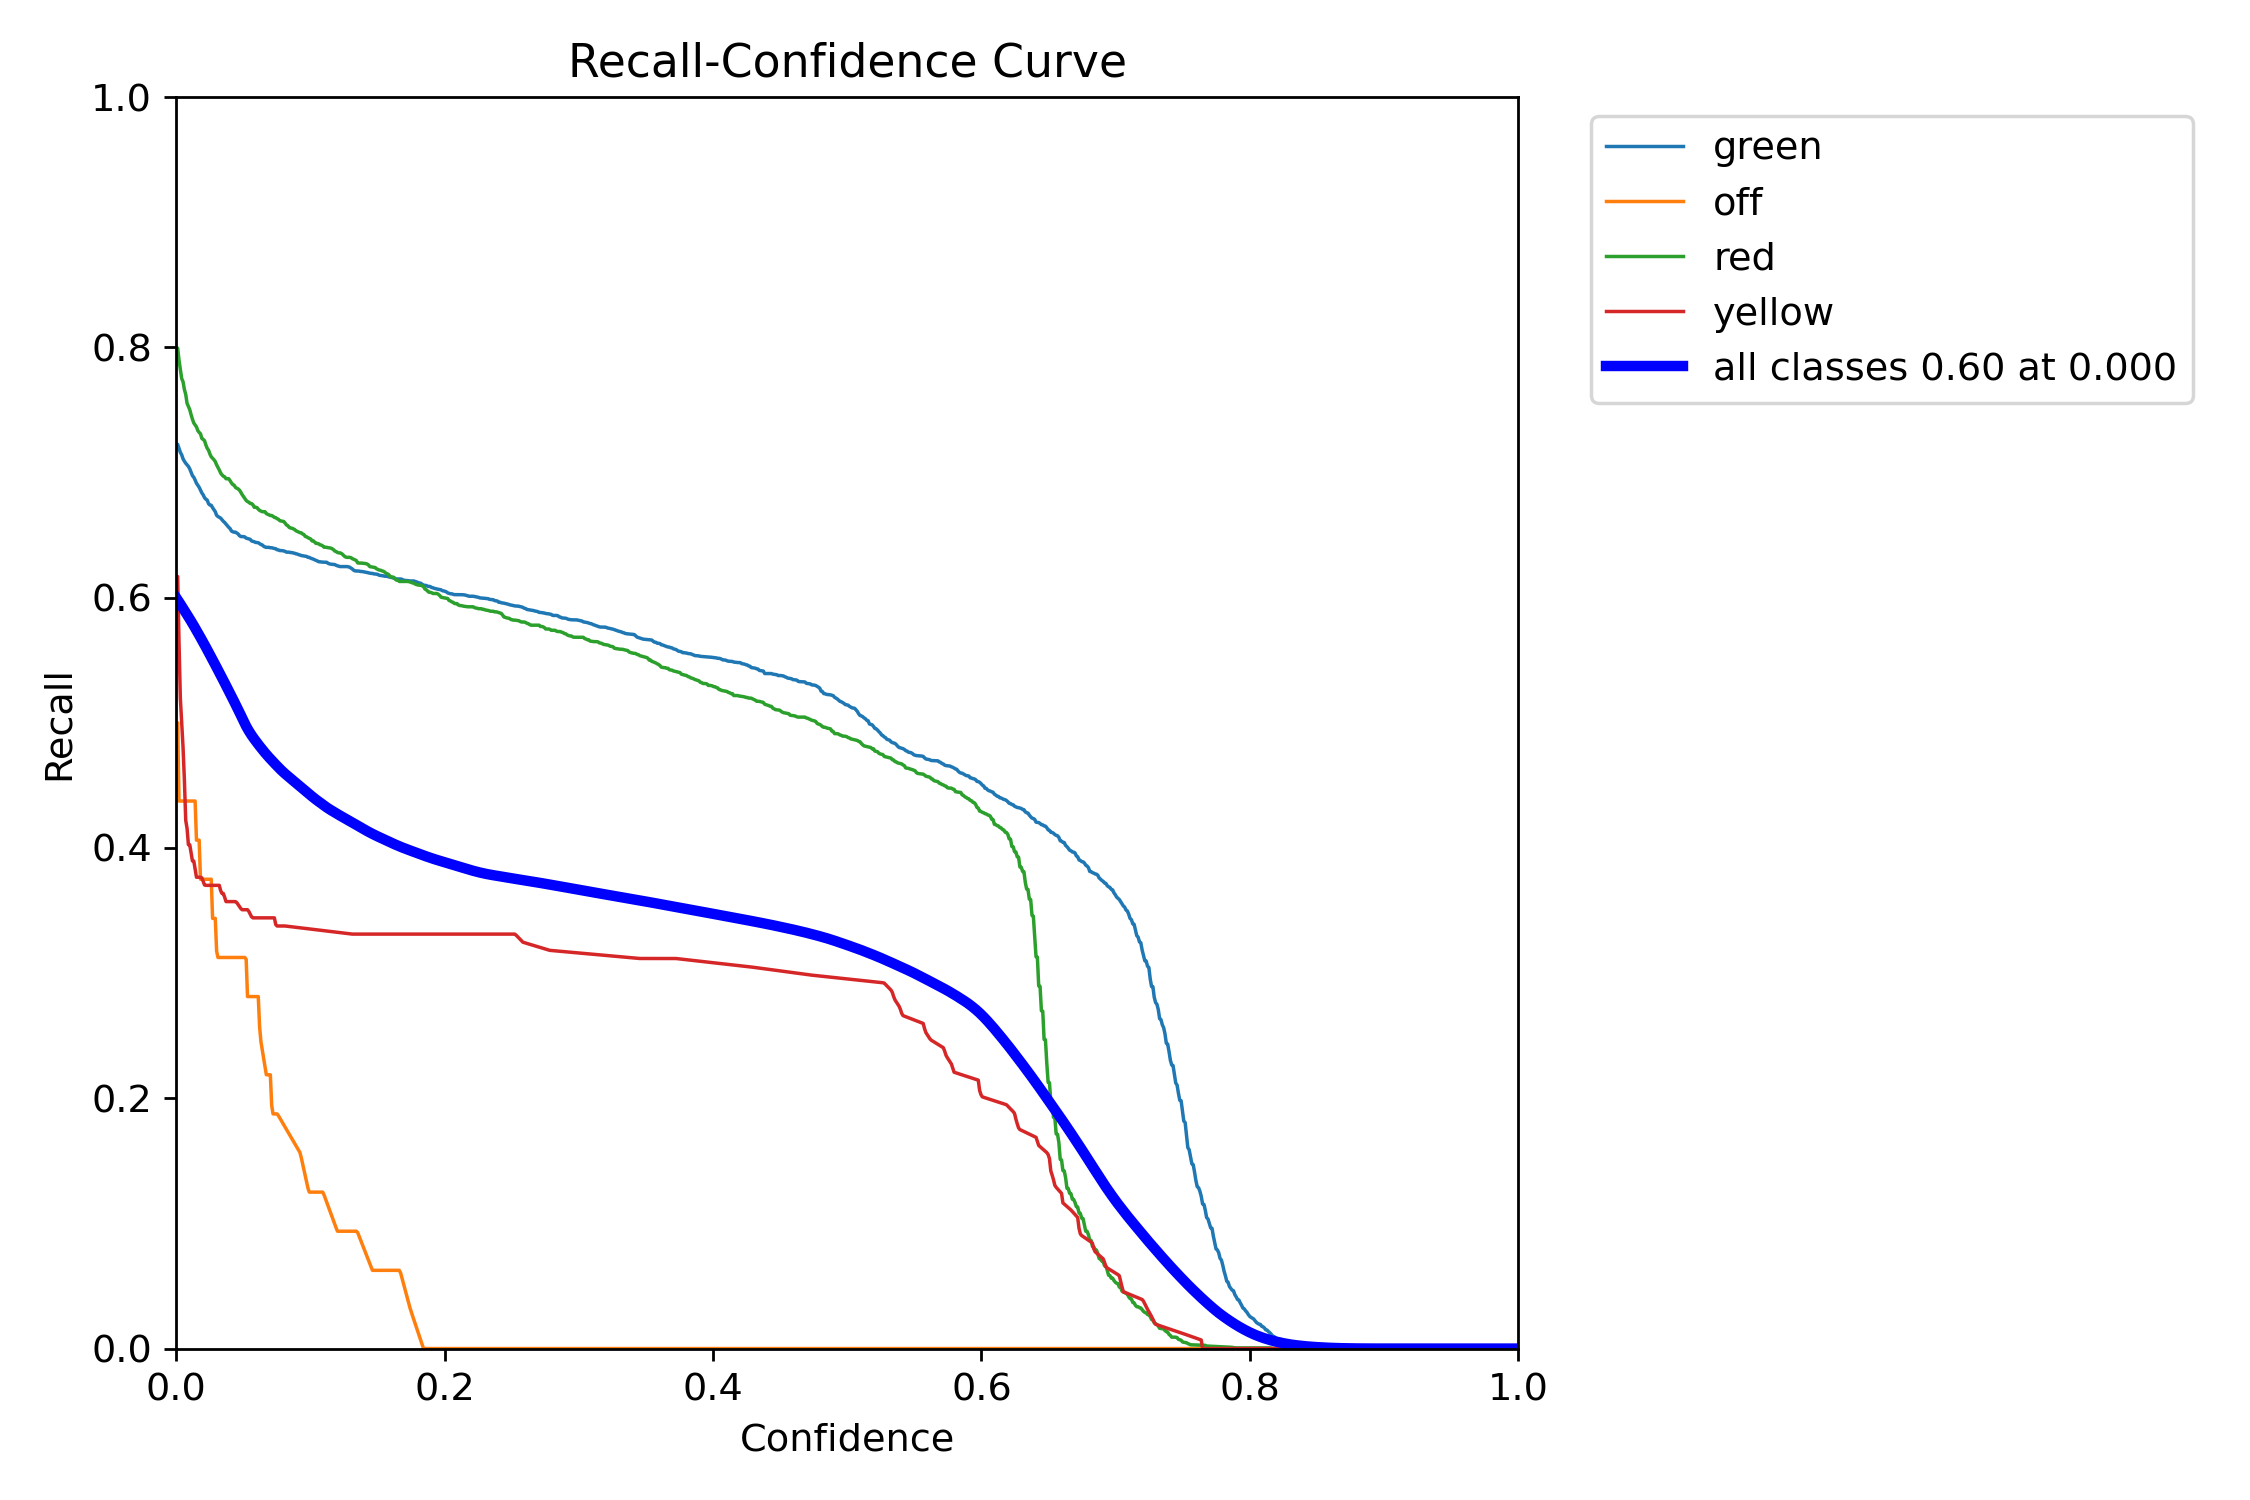 Recall-Confidence Curve
1.0
0.8
0.6
0.4
0.2
0.0
Recall
0.0 0.2 0.4 0.6 0.8 1.0
Confidence
green
off
red
yellow
all classes 0.60 at 0.000